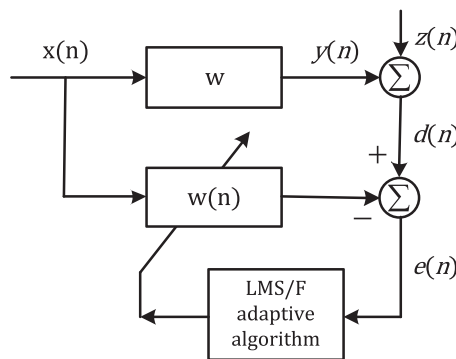 x(n)
w
y(n)
z(n)
∑
d(n)
+
w(n)
−
∑
e(n)
LMS/F
adaptive
algorithm